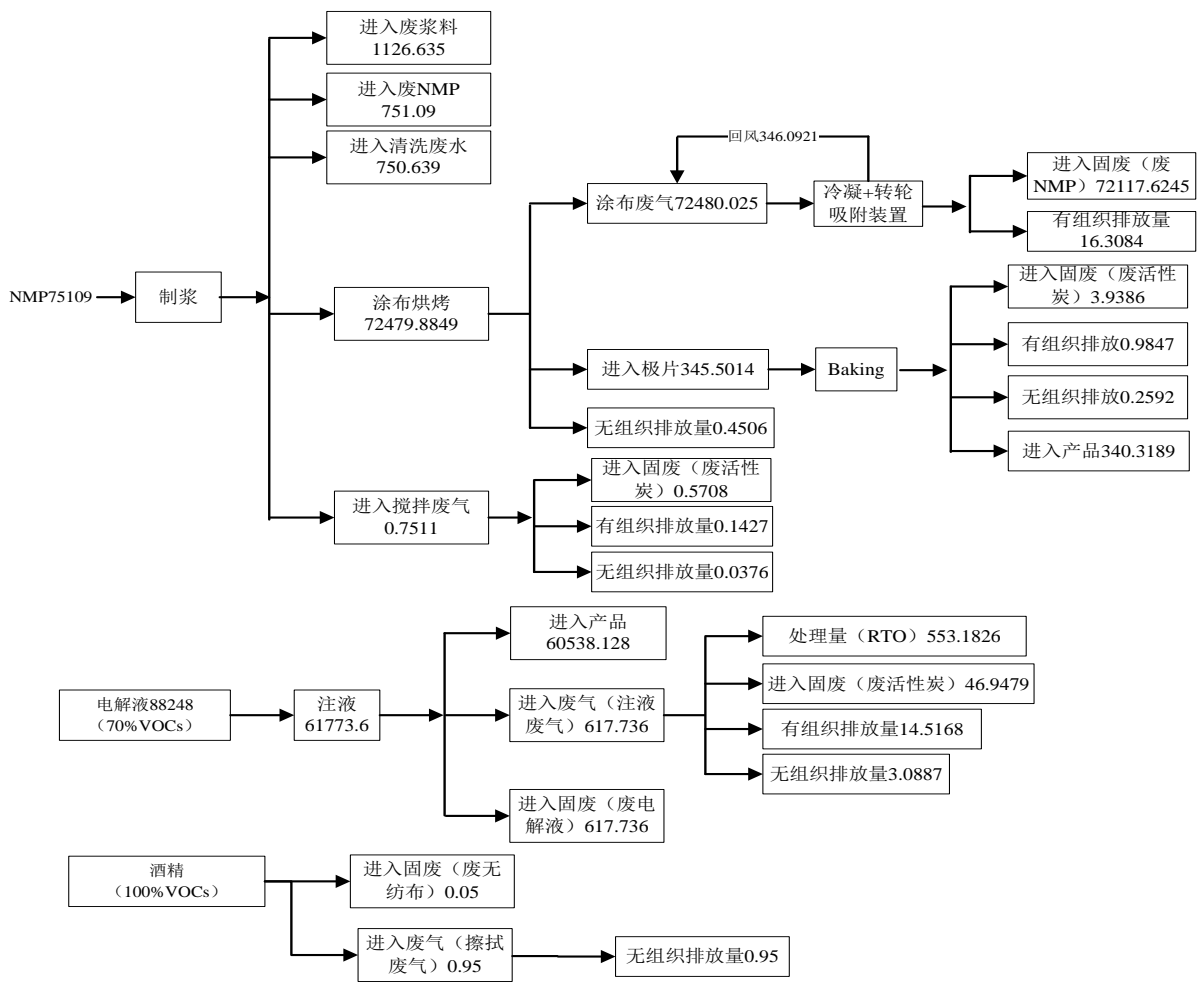 进入废浆料
1126.635
进入废NMP
751.09
进入清洗废水
750.639
回风346.0921
涂布废气72480.025
冷凝+转轮
吸附装置
进入固废（废
NMP）72117.6245
有组织排放量
16.3084
NMP75109
制浆
涂布烘烤
72479.8849
进入极片345.5014
Baking
进入固废（废活性
炭）3.9386
有组织排放0.9847
无组织排放0.2592
进入产品340.3189
无组织排放量0.4506
进入搅拌废气
0.7511
进入固废（废活性
炭）0.5708
有组织排放量0.1427
无组织排放量0.0376
电解液88248
（70%VOCs）
注液
61773.6
进入产品
60538.128
进入废气（注液
废气）617.736
进入固废（废电
解液）617.736
处理量（RTO）553.1826
进入固废（废活性炭）46.9479
有组织排放量14.5168
无组织排放量3.0887
酒精
（100%VOCs）
进入固废（废无
纺布）0.05
进入废气（擦拭
废气）0.95
无组织排放量0.95